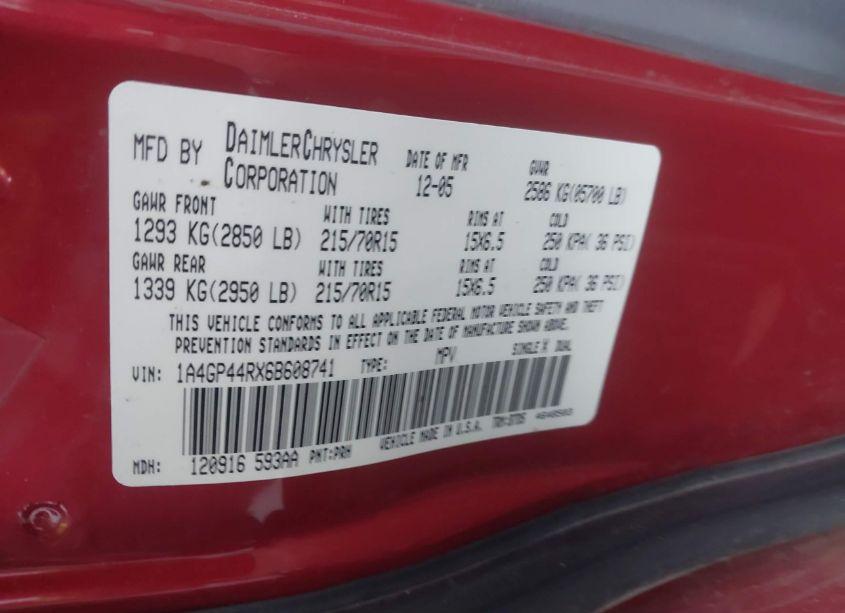 MFD BY DAIMLERCHRYSLER CORPORATION DATE OF MFR 12-05 GVWR 2586 KG(05700 LB)
GAWR FRONT WITH TIRES RIMS AT COLD
1293 KG(2850 LB) 215/70R15 15X6.5 250 KPA( 36 PSI)
GAWR REAR WITH TIRES RIMS AT COLD
1339 KG(2950 LB) 215/70R15 15X6.5 250 KPA( 36 PSI)
THIS VEHICLE CONFORMS TO ALL APPLICABLE FEDERAL MOTOR VEHICLE SAFETY AND THEFT
PREVENTION STANDARDS IN EFFECT ON THE DATE OF MANUFACTURE SHOWN ABOVE.
VIN: 1A4GP44RX6B608741 TYPE: MPV SINGLE X DUAL
MDH: 120916 593AA PNT:PRH VEHICLE MADE IN U.S.A.